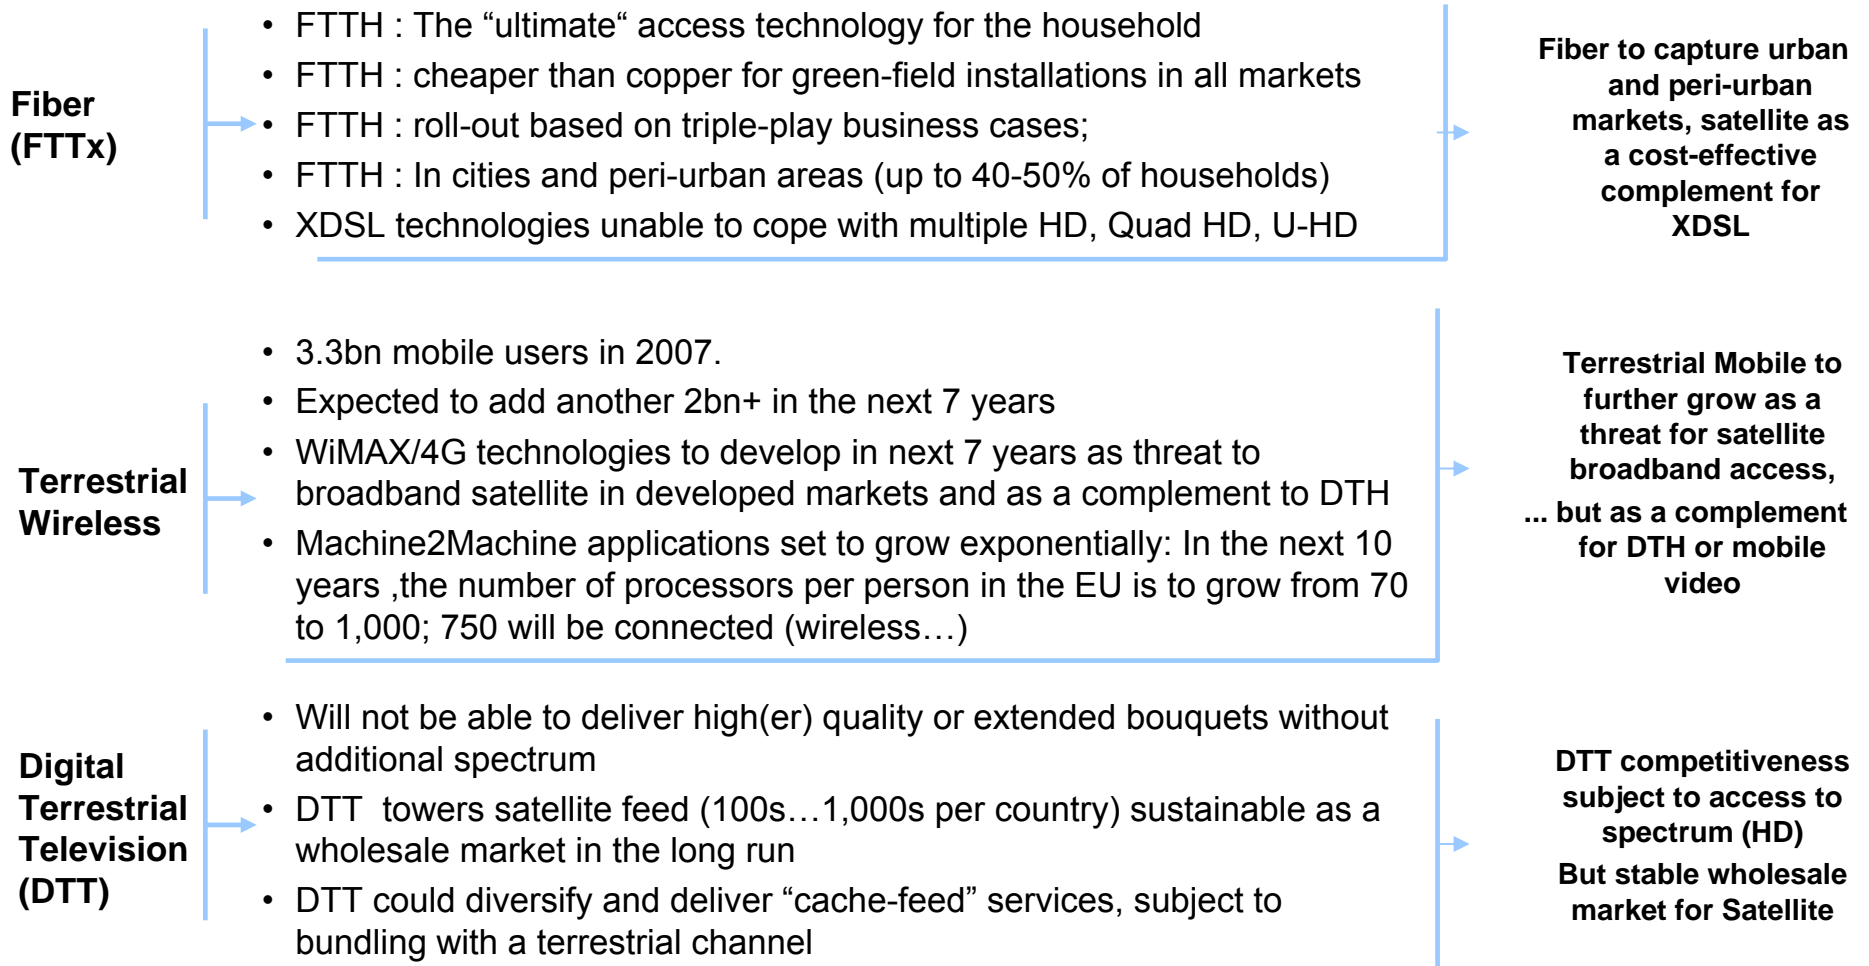 Fiber
(FTTx)
• FTTH : The “ultimate“ access technology for the household
• FTTH : cheaper than copper for green-field installations in all markets
• FTTH : roll-out based on triple-play business cases;
• FTTH : In cities and peri-urban areas (up to 40-50% of households)
• XDSL technologies unable to cope with multiple HD, Quad HD, U-HD
Fiber to capture urban
and peri-urban
markets, satellite as
a cost-effective
complement for
XDSL
Terrestrial
Wireless
• 3.3bn mobile users in 2007.
• Expected to add another 2bn+ in the next 7 years
• WiMAX/4G technologies to develop in next 7 years as threat to
broadband satellite in developed markets and as a complement to DTH
• Machine2Machine applications set to grow exponentially: In the next 10
years ,the number of processors per person in the EU is to grow from 70
to 1,000; 750 will be connected (wireless…)
Terrestrial Mobile to
further grow as a
threat for satellite
broadband access,
... but as a complement
for DTH or mobile
video
Digital
Terrestrial
Television
(DTT)
• Will not be able to deliver high(er) quality or extended bouquets without
additional spectrum
• DTT towers satellite feed (100s…1,000s per country) sustainable as a
wholesale market in the long run
• DTT could diversify and deliver “cache-feed” services, subject to
bundling with a terrestrial channel
DTT competitiveness
subject to access to
spectrum (HD)
But stable wholesale
market for Satellite